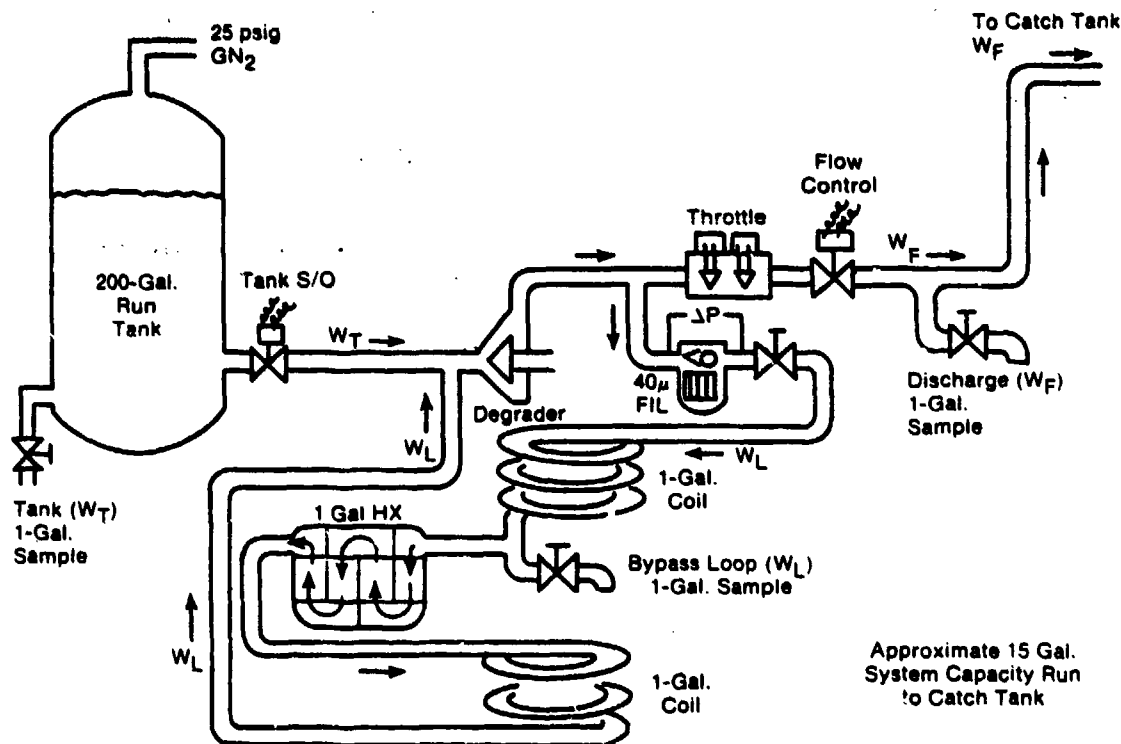 25 psig
GN2
To Catch Tank
WF
Flow
Control
Throttle
WF
200-Gal.
Run
Tank
Tank S/O
WT
ΔP
40μ
FIL
Discharge (WF)
1-Gal.
Sample
Degrader
WL
WL
1-Gal.
Coil
Tank (WT)
1-Gal.
Sample
1 Gal HX
Bypass Loop (WL)
1-Gal. Sample
WL
1-Gal.
Coil
Approximate 15 Gal.
System Capacity Run
to Catch Tank